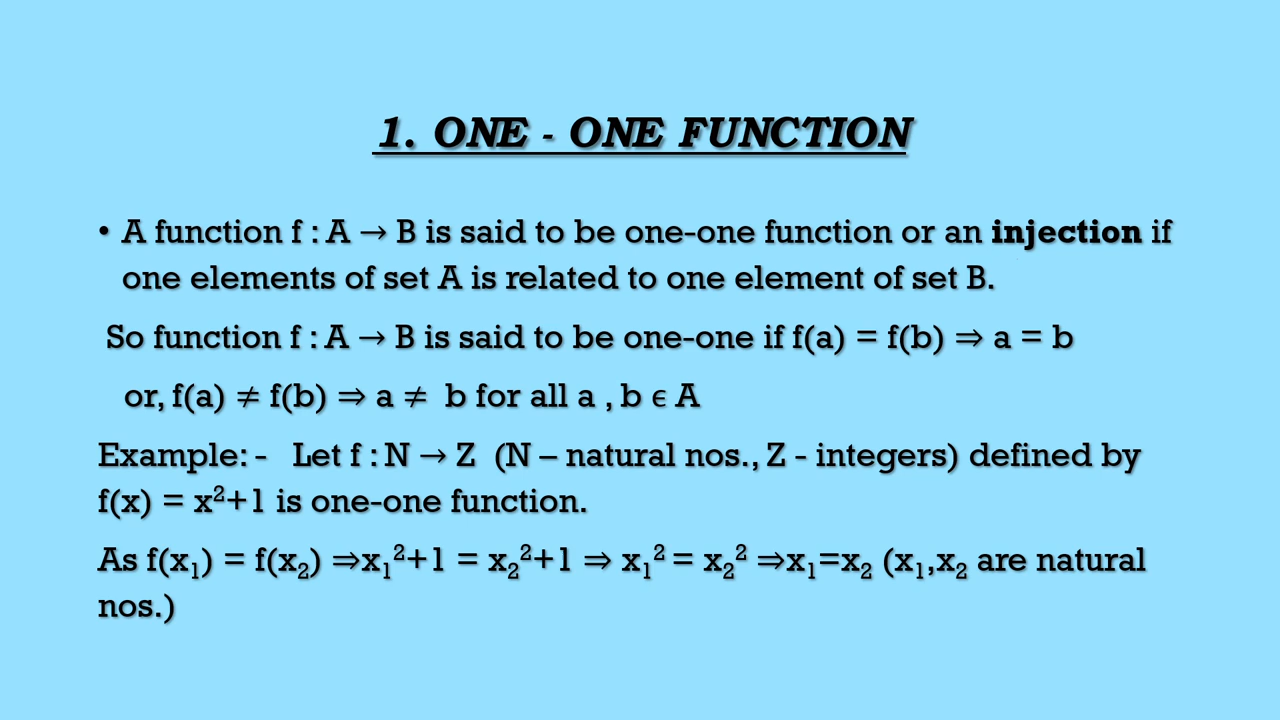 1. ONE - ONE FUNCTION
• A function f : A → B is said to be one-one function or an injection if
one elements of set A is related to one element of set B.
So function f : A → B is said to be one-one if f(a) = f(b) ⇒ a = b
or, f(a) ≠ f(b) ⇒ a ≠ b for all a , b ϵ A
Example: - Let f : N → Z (N – natural nos., Z - integers) defined by
f(x) = x²+1 is one-one function.
As f(x₁) = f(x₂) ⇒x₁²+1 = x₂²+1 ⇒ x₁² = x₂² ⇒x₁=x₂ (x₁,x₂ are natural
nos.)